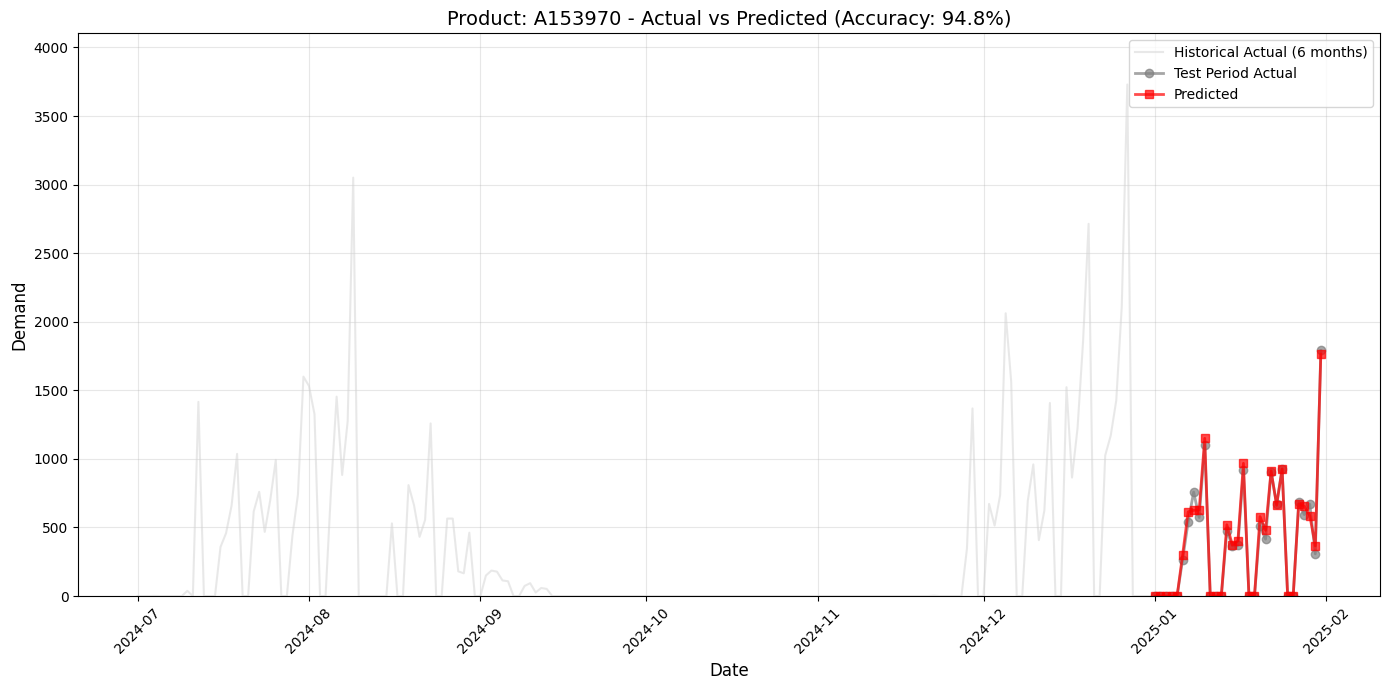 Product: A153970 - Actual vs Predicted (Accuracy: 94.8%)
Historical Actual (6 months)
Test Period Actual
Predicted
Demand
4000
3500
3000
2500
2000
1500
1000
500
0
2024-07
2024-08
2024-09
2024-10
2024-11
2024-12
2025-01
2025-02
Date